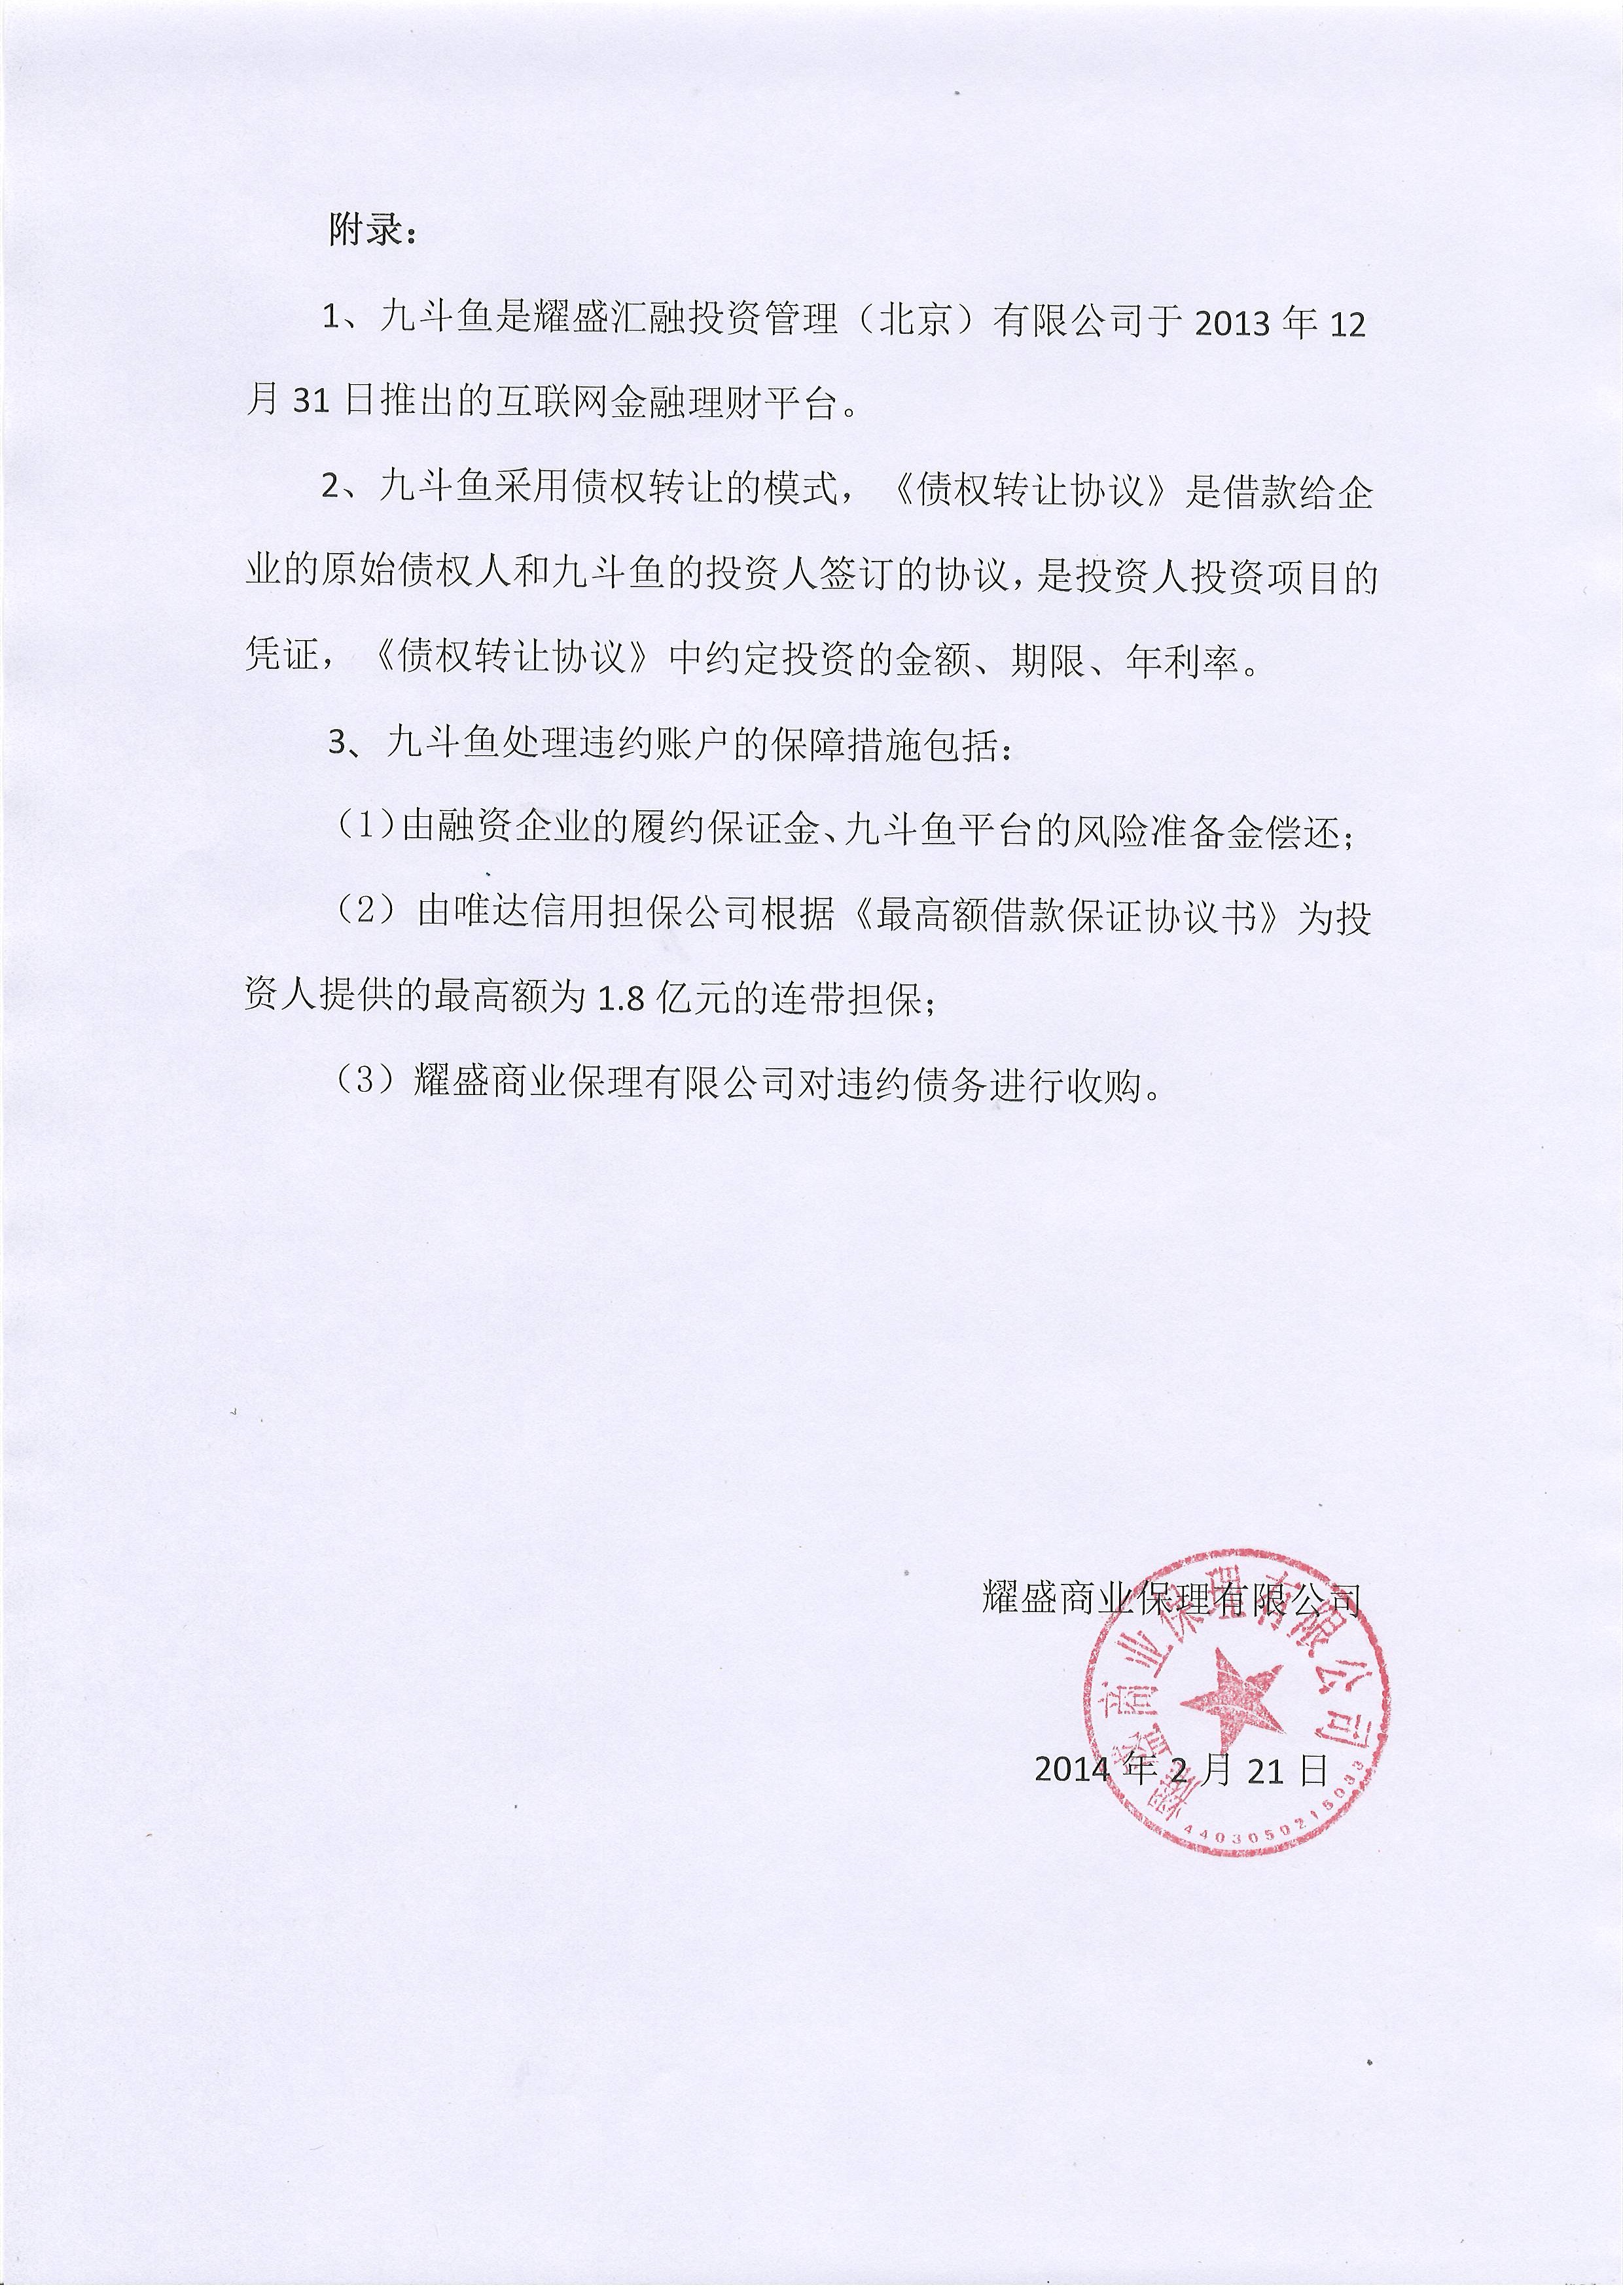 附录：
1、九斗鱼是耀盛汇融投资管理（北京）有限公司于 2013 年 12
月 31 日推出的互联网金融理财平台。
2、九斗鱼采用债权转让的模式，《债权转让协议》是借款给企
业的原始债权人和九斗鱼的投资人签订的协议，是投资人投资项目的
凭证，《债权转让协议》中约定投资的金额、期限、年利率。
3、九斗鱼处理违约账户的保障措施包括：
（1）由融资企业的履约保证金、九斗鱼平台的风险准备金偿还；
（2）由唯达信用担保公司根据《最高额借款保证协议书》为投
资人提供的最高额为 1.8 亿元的连带担保；
（3）耀盛商业保理有限公司对违约债务进行收购。
耀盛商业保理有限公司
耀盛商业保理有限公司
2014 年 2 月 21 日
4403050215033